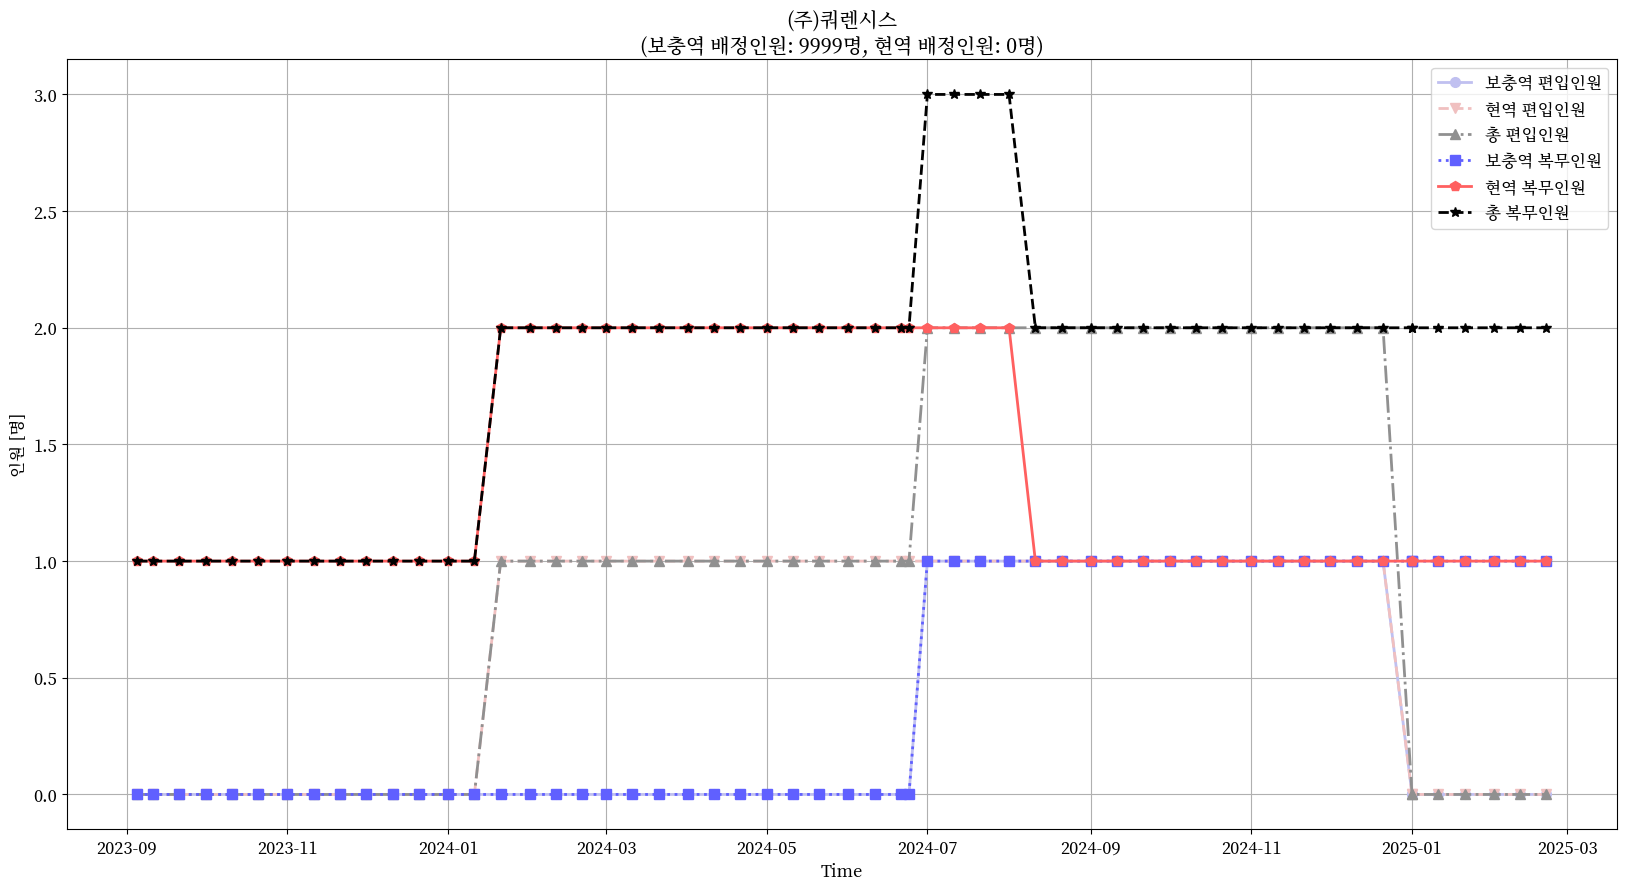 (주)쿼렌시스
(보충역 배정인원: 9999명, 현역 배정인원: 0명)
보충역 편입인원
현역 편입인원
총 편입인원
보충역 복무인원
현역 복무인원
총 복무인원
인원 [명]
3.0
2.5
2.0
1.5
1.0
0.5
0.0
2023-09 2023-11 2024-01 2024-03 2024-05 2024-07 2024-09 2024-11 2025-01 2025-03
Time